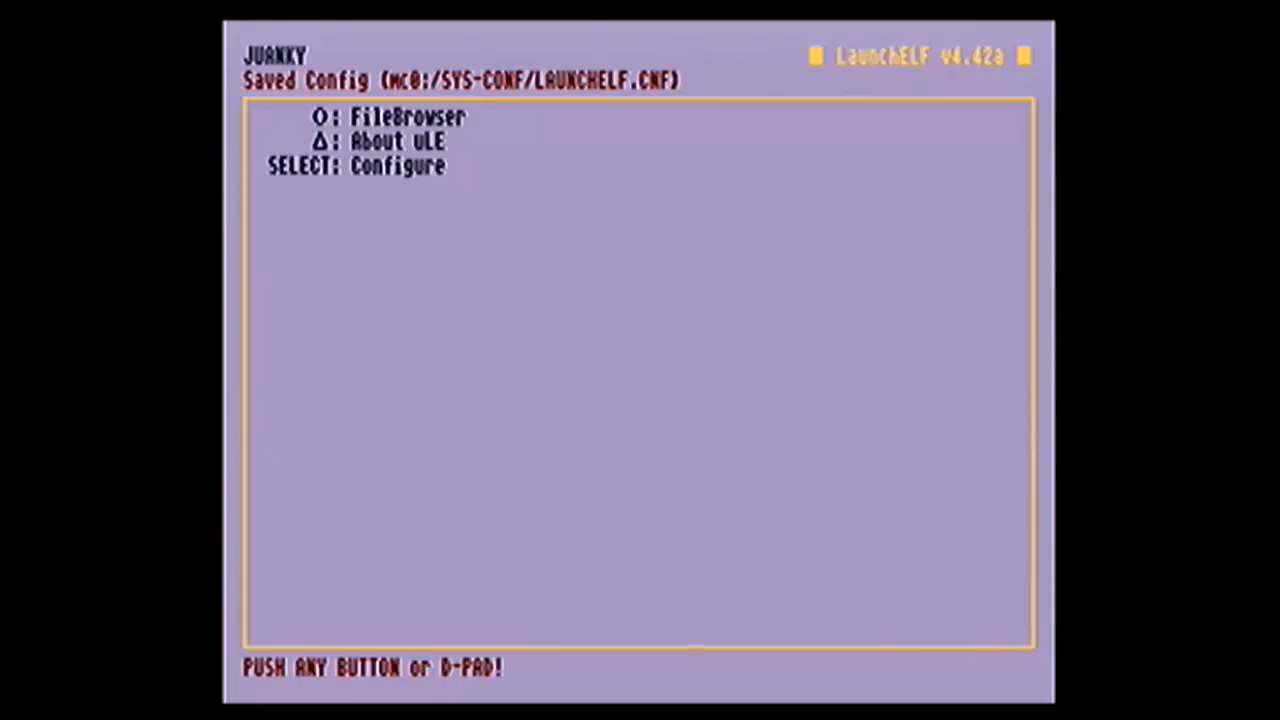 JUANKY
■ LaunchELF v4.42a ■
Saved Config (mc0:/SYS-CONF/LAUNCHELF.CNF)
O: FileBrowser
Δ: About uLE
SELECT: Configure
PUSH ANY BUTTON or D-PAD!